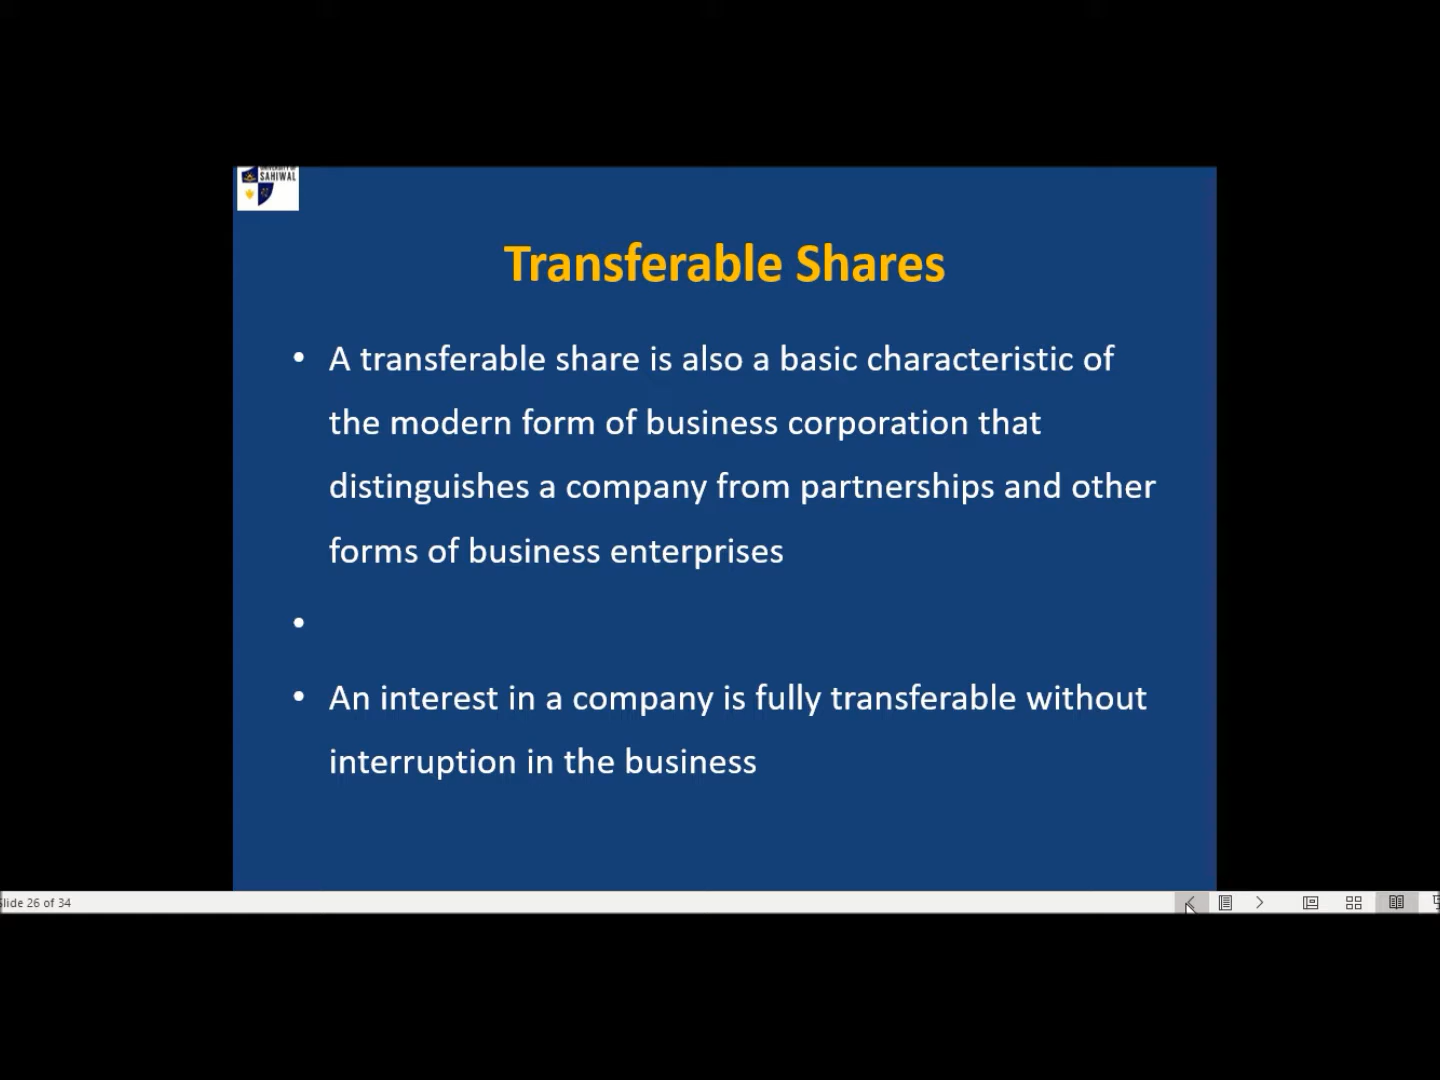 SAHIWAL
Transferable Shares
• A transferable share is also a basic characteristic of
the modern form of business corporation that
distinguishes a company from partnerships and other
forms of business enterprises
•
• An interest in a company is fully transferable without
interruption in the business
Slide 26 of 34